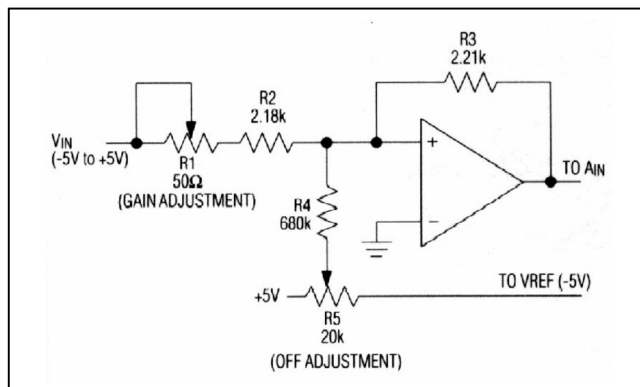 R3
2.21k
R2
2.18k
VIN
(-5V to +5V)
R1
50Ω
(GAIN ADJUSTMENT)
+
−
TO AIN
R4
680k
+5V
TO VREF (-5V)
R5
20k
(OFF ADJUSTMENT)